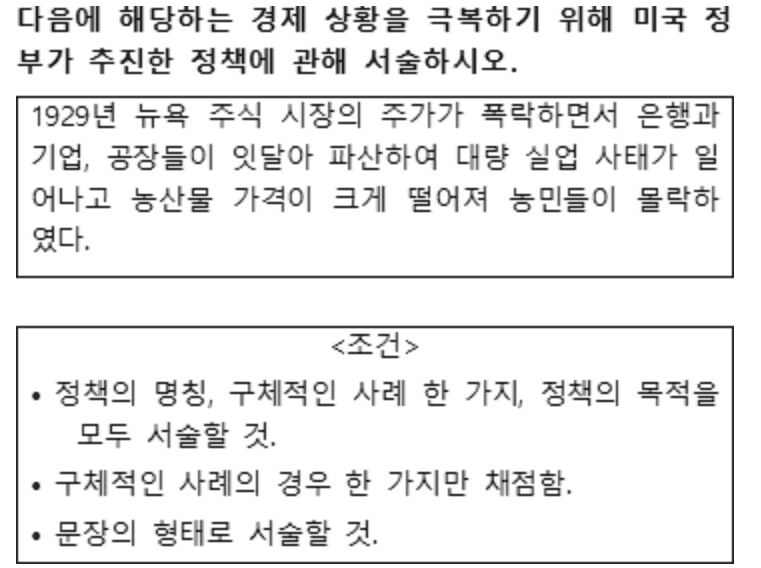 다음에 해당하는 경제 상황을 극복하기 위해 미국 정
부가 추진한 정책에 관해 서술하시오.
1929년 뉴욕 주식 시장의 주가가 폭락하면서 은행과
기업, 공장들이 잇달아 파산하여 대량 실업 사태가 일
어나고 농산물 가격이 크게 떨어져 농민들이 몰락하
였다.
<조건>
• 정책의 명칭, 구체적인 사례 한 가지, 정책의 목적을
모두 서술할 것.
• 구체적인 사례의 경우 한 가지만 채점함.
• 문장의 형태로 서술할 것.